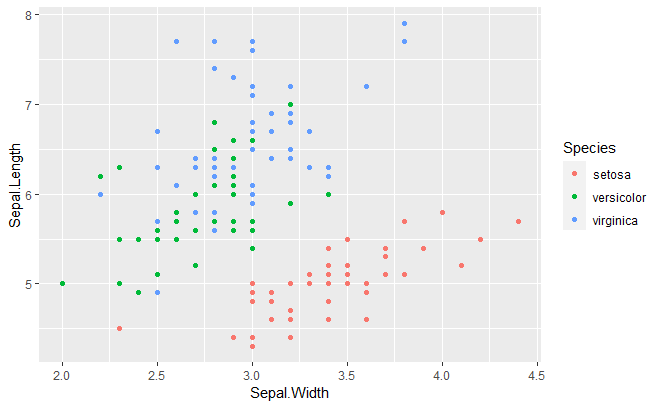 8
7
6
5
Sepal.Length
2.0 2.5 3.0 3.5 4.0 4.5
Sepal.Width
Species
setosa
versicolor
virginica